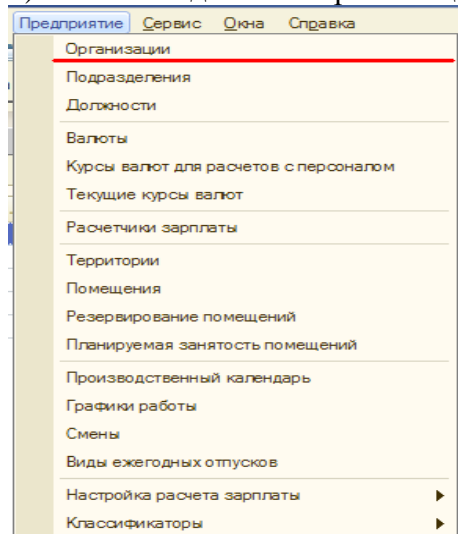 Предприятие Сервис Окна Справка
Организации
Подразделения
Должности
Валюты
Курсы валют для расчетов с персоналом
Текущие курсы валют
Расчетчики зарплаты
Территории
Помещения
Резервирование помещений
Планируемая занятость помещений
Производственный календарь
Графики работы
Смены
Виды ежегодных отпусков
Настройка расчета зарплаты
Классификаторы